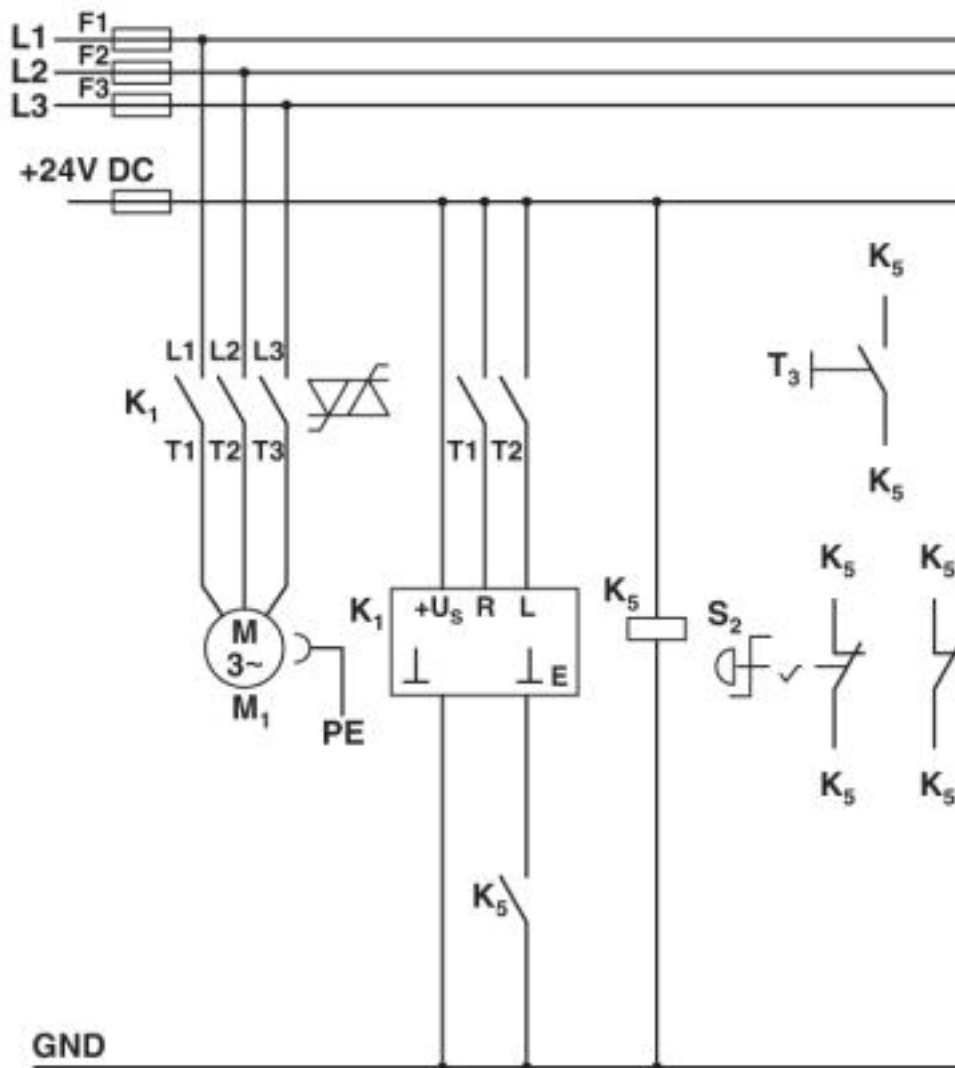 L1 F1
L2 F2
L3 F3
+24V DC
K5
L1 L2 L3
T3
K1
T1 T2 T3
T1 T2
K5
K5 K5
K1 +US R L K5 S2
M
3~
E
M1
PE
K5 K5
K5
GND